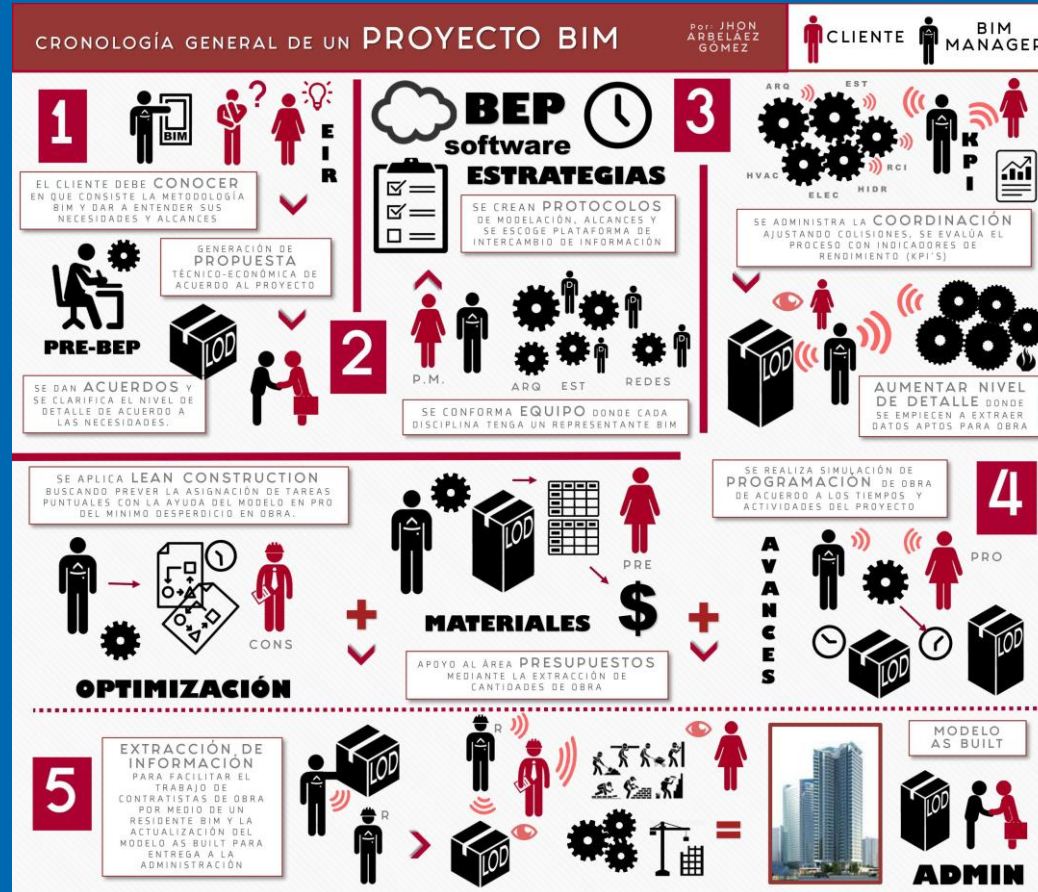 CRONOLOGÍA GENERAL DE UN PROYECTO BIM
Por: JHON
ARBELÁEZ
GÓMEZ
CLIENTE
BIM
MANAGER
1
BIM
?
EIR
EL CLIENTE DEBE CONOCER
EN QUE CONSISTE LA METODOLOGÍA
BIM Y DAR A ENTENDER SUS
NECESIDADES Y ALCANCES
GENERACIÓN DE
PROPUESTA
TÉCNICO-ECONÓMICA DE
ACUERDO AL PROYECTO
PRE-BEP
LOD
SE DAN ACUERDOS Y
SE CLARIFICA EL NIVEL DE
DETALLE DE ACUERDO A
LAS NECESIDADES.
2
BEP
software
ESTRATEGIAS
SE CREAN PROTOCOLOS
DE MODELACIÓN, ALCANCES Y
SE ESCOGE PLATAFORMA DE
INTERCAMBIO DE INFORMACIÓN
P.M.
ARQ
EST
REDES
SE CONFORMA EQUIPO DONDE CADA
DISCIPLINA TENGA UN REPRESENTANTE BIM
3
ARQ
EST
HVAC
RCI
HIDR
ELEC
KPI
SE ADMINISTRA LA COORDINACIÓN
AJUSTANDO COLISIONES, SE EVALÚA EL
PROCESO CON INDICADORES DE
RENDIMIENTO (KPI'S)
LOD
AUMENTAR NIVEL
DE DETALLE DONDE
SE EMPIECEN A EXTRAER
DATOS APTOS PARA OBRA
SE APLICA LEAN CONSTRUCTION
BUSCANDO PREVER LA ASIGNACIÓN DE TAREAS
PUNTUALES CON LA AYUDA DEL MODELO EN PRO
DEL MINIMO DESPERDICIO EN OBRA.
CONS
OPTIMIZACIÓN
+
LOD
PRE
$
MATERIALES
APOYO AL ÁREA PRESUPUESTOS
MEDIANTE LA EXTRACCIÓN DE
CANTIDADES DE OBRA
+
SE REALIZA SIMULACIÓN DE
PROGRAMACIÓN DE OBRA
DE ACUERDO A LOS TIEMPOS Y
ACTIVIDADES DEL PROYECTO
4
AVANCES
PRO
LOD
LOD
5
EXTRACCIÓN DE
INFORMACIÓN
PARA FACILITAR EL
TRABAJO DE
CONTRATISTAS DE OBRA
POR MEDIO DE UN
RESIDENTE BIM Y LA
ACTUALIZACIÓN DEL
MODELO AS BUILT PARA
ENTREGA A LA
ADMINISTRACIÓN
LOD
R
R
LOD
=
MODELO
AS BUILT
LOD
ADMIN